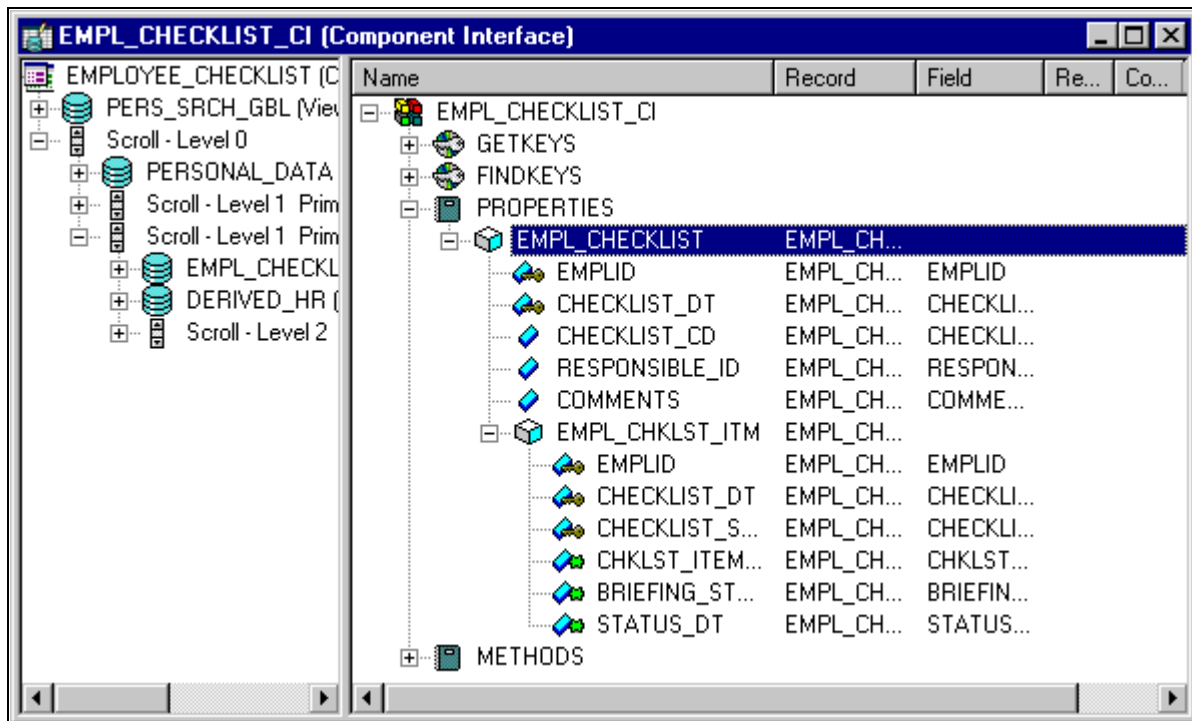 EMPL_CHECKLIST_CI (Component Interface)
EMPLOYEE_CHECKLIST (C
PERS_SRCH_GBL (View
Scroll - Level 0
PERSONAL_DATA
Scroll - Level 1 Prim
Scroll - Level 1 Prim
EMPL_CHECKL
DERIVED_HR (
Scroll - Level 2
Name Record Field Re... Co...
EMPL_CHECKLIST_CI
GETKEYS
FINDKEYS
PROPERTIES
EMPL_CHECKLIST EMPL_CH...
EMPLID EMPL_CH... EMPLID
CHECKLIST_DT EMPL_CH... CHECKLI...
CHECKLIST_CD EMPL_CH... CHECKLI...
RESPONSIBLE_ID EMPL_CH... RESPON...
COMMENTS EMPL_CH... COMME...
EMPL_CHKLST_ITM EMPL_CH...
EMPLID EMPL_CH... EMPLID
CHECKLIST_DT EMPL_CH... CHECKLI...
CHECKLIST_S... EMPL_CH... CHECKLI...
CHKLST_ITEM... EMPL_CH... CHKLST...
BRIEFING_ST... EMPL_CH... BRIEFIN...
STATUS_DT EMPL_CH... STATUS...
METHODS